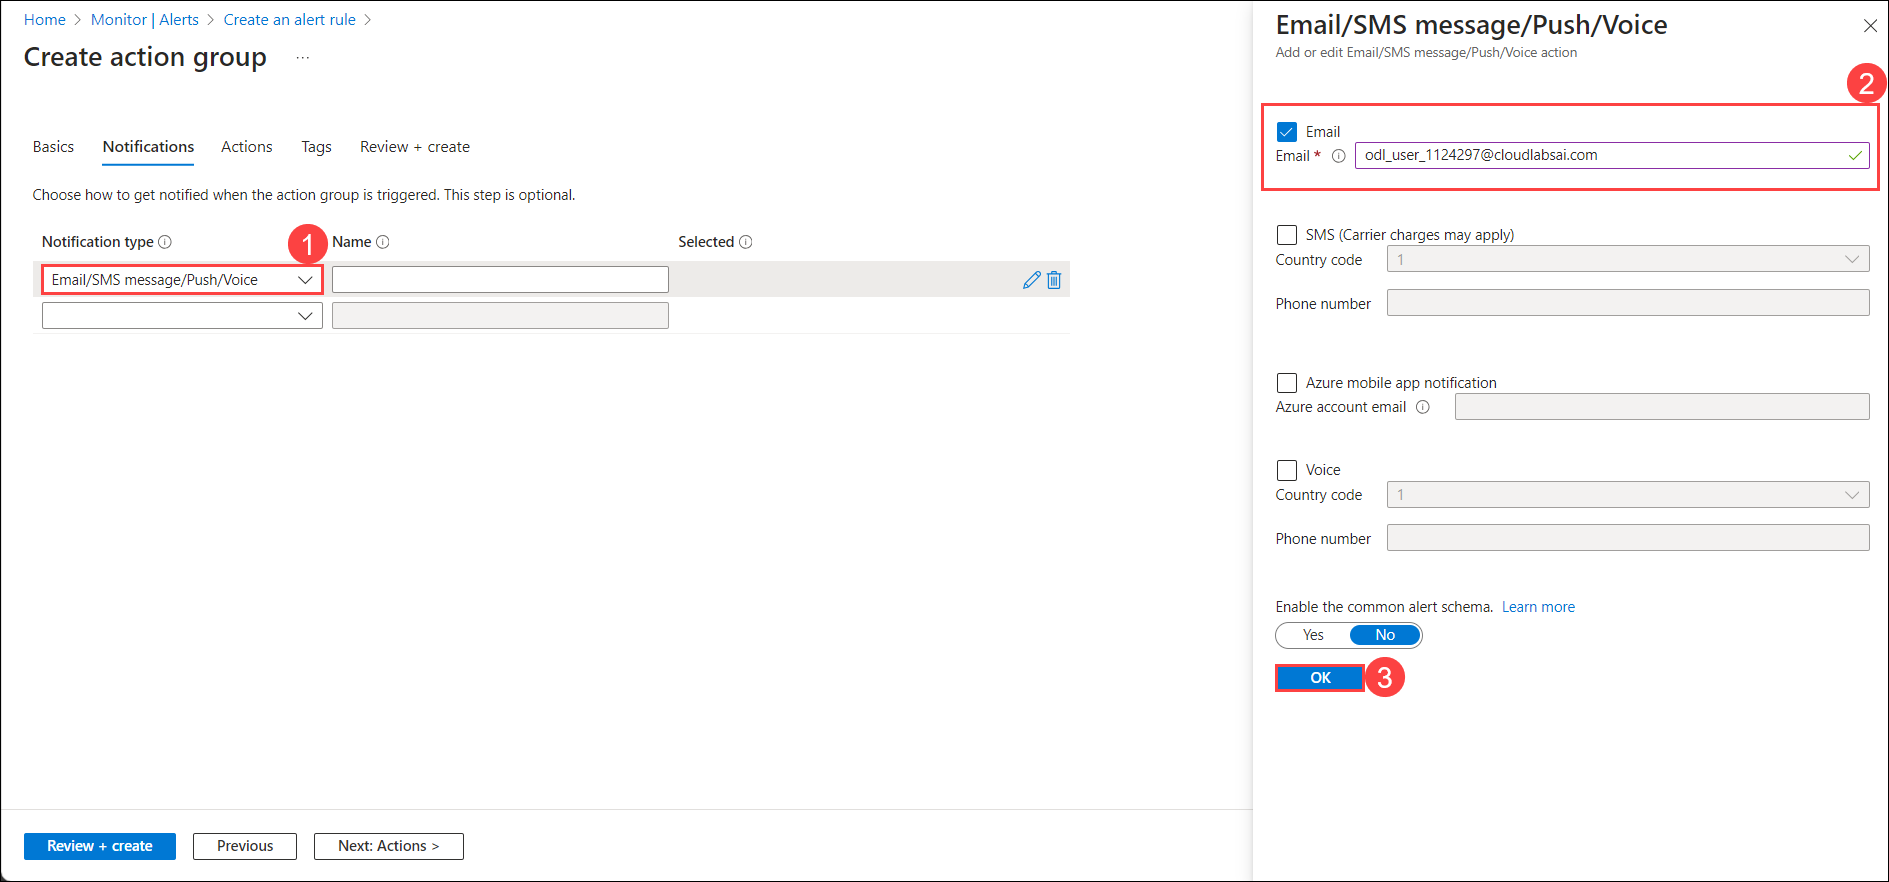 Home > Monitor | Alerts > Create an alert rule >
Create action group ...
Basics Notifications Actions Tags Review + create
Choose how to get notified when the action group is triggered. This step is optional.
Notification type 1 Name Selected
Email/SMS message/Push/Voice
Review + create Previous Next: Actions >
Email/SMS message/Push/Voice
Add or edit Email/SMS message/Push/Voice action
2
Email
Email * odl_user_1124297@cloudlabsai.com
SMS (Carrier charges may apply)
Country code 1
Phone number
Azure mobile app notification
Azure account email
Voice
Country code 1
Phone number
Enable the common alert schema. Learn more
Yes No
OK 3